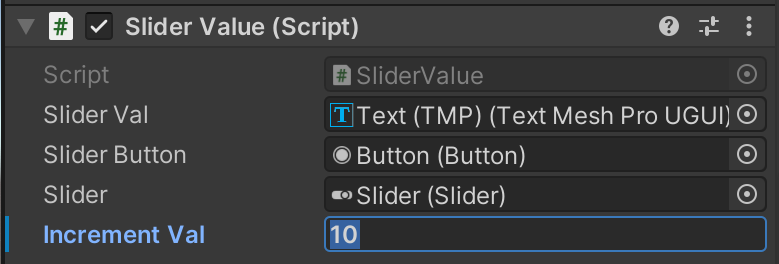 Slider Value (Script)
Script SliderValue
Slider Val Text (TMP) (Text Mesh Pro UGUI)
Slider Button Button (Button)
Slider Slider (Slider)
Increment Val 10